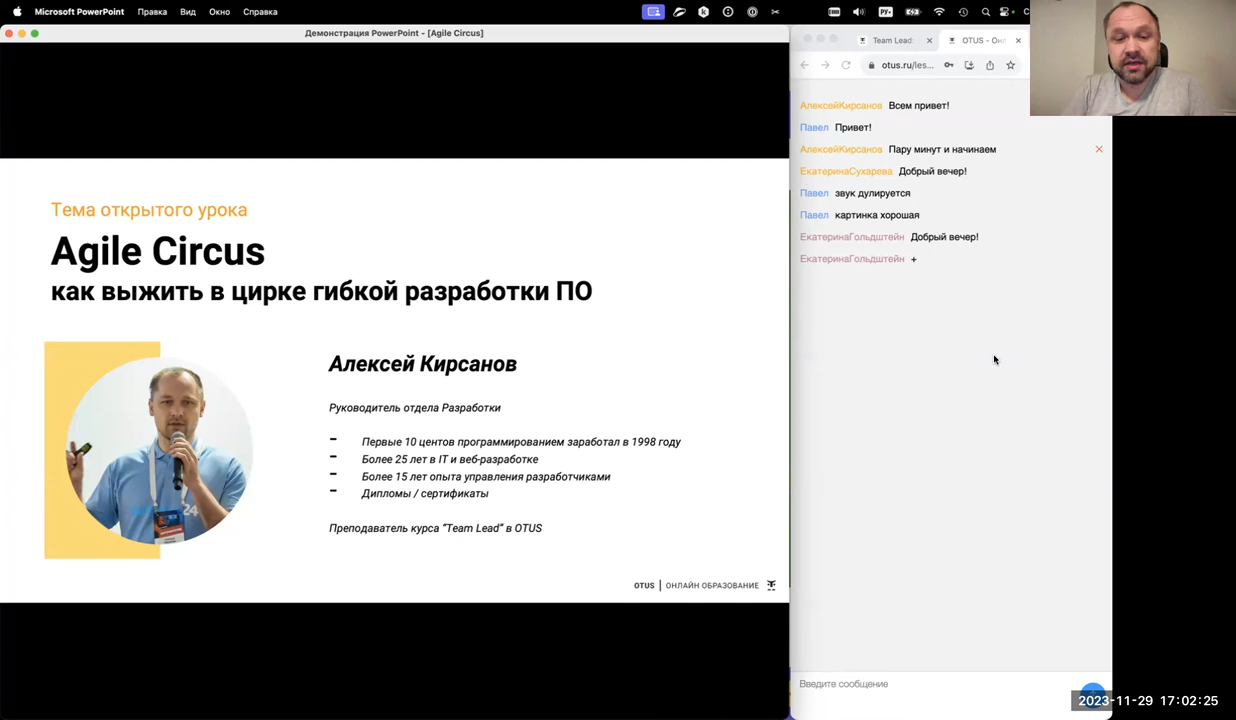 Microsoft PowerPoint Правка Вид Окно Справка
Демонстрация PowerPoint - [Agile Circus]
Тема открытого урока
Agile Circus
как выжить в цирке гибкой разработки ПО
Алексей Кирсанов
Руководитель отдела Разработки
- Первые 10 центов программированием заработал в 1998 году
- Более 25 лет в IT и веб-разработке
- Более 15 лет опыта управления разработчиками
- Дипломы / сертификаты
Преподаватель курса “Team Lead” в OTUS
24
OTUS | ОНЛАЙН ОБРАЗОВАНИЕ
РУ
Team Lead:
OTUS - Онл
otus.ru/les...
АлексейКирсанов Всем привет!
Павел Привет!
АлексейКирсанов Пару минут и начинаем
ЕкатеринаСухарева Добрый вечер!
Павел звук дулируется
Павел картинка хорошая
ЕкатеринаГольдштейн Добрый вечер!
ЕкатеринаГольдштейн +
Введите сообщение
2023-11-29 17:02:25